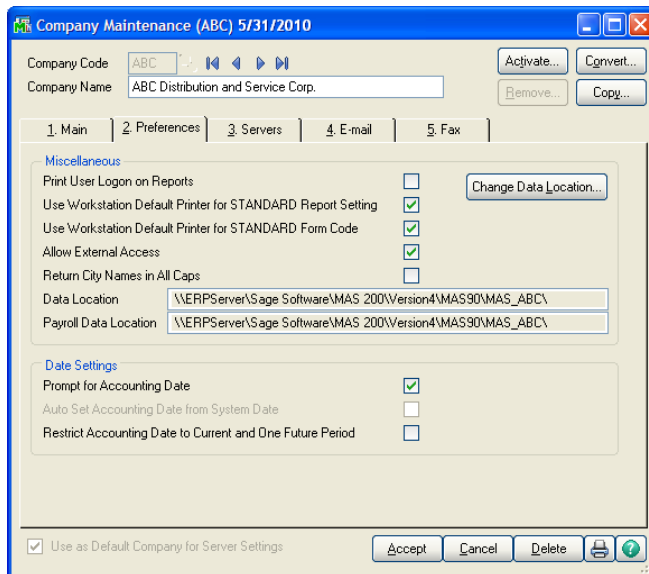 Company Maintenance (ABC) 5/31/2010
Company Code ABC Activate... Convert...
Company Name ABC Distribution and Service Corp. Remove... Copy...
1. Main 2. Preferences 3. Servers 4. E-mail 5. Fax
Miscellaneous
Print User Logon on Reports Change Data Location...
Use Workstation Default Printer for STANDARD Report Setting
Use Workstation Default Printer for STANDARD Form Code
Allow External Access
Return City Names in All Caps
Data Location \\ERPServer\Sage Software\MAS 200\Version4\MAS90\MAS_ABC\
Payroll Data Location \\ERPServer\Sage Software\MAS 200\Version4\MAS90\MAS_ABC\
Date Settings
Prompt for Accounting Date
Auto Set Accounting Date from System Date
Restrict Accounting Date to Current and One Future Period
Use as Default Company for Server Settings Accept Cancel Delete